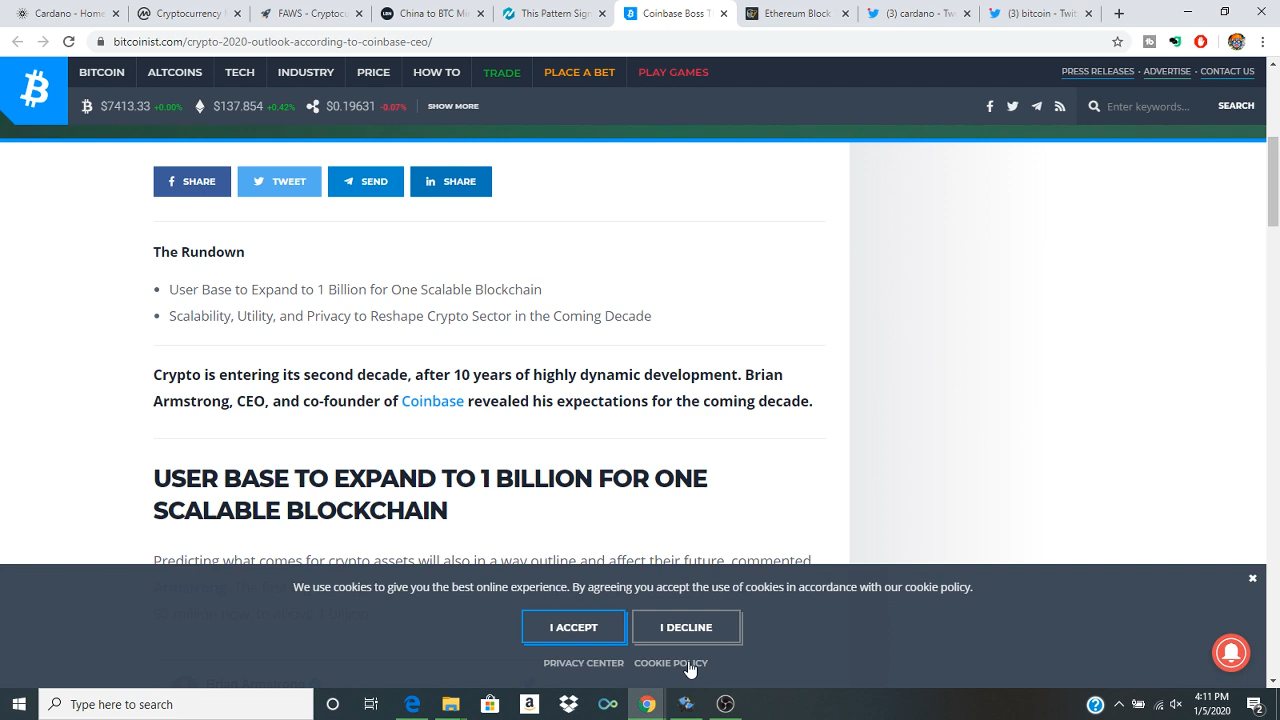 Cardano - Home
Cryptocurrency
FAWS - Crypto
China BTC Min
This Pattern Sig
Coinbase Boss T
Ethereum Block
(3) cardano - Tw
(3) bitcoin - Twit
bitcoinist.com/crypto-2020-outlook-according-to-coinbase-ceo/
BITCOIN ALTCOINS TECH INDUSTRY PRICE HOW TO TRADE PLACE A BET PLAY GAMES
PRESS RELEASES - ADVERTISE - CONTACT US
$7413.33 +0.00% $137.854 +0.42% $0.19631 -0.07% SHOW MORE
Enter keywords... SEARCH
SHARE TWEET SEND SHARE
The Rundown
User Base to Expand to 1 Billion for One Scalable Blockchain
Scalability, Utility, and Privacy to Reshape Crypto Sector in the Coming Decade
Crypto is entering its second decade, after 10 years of highly dynamic development. Brian
Armstrong, CEO, and co-founder of Coinbase revealed his expectations for the coming decade.
USER BASE TO EXPAND TO 1 BILLION FOR ONE
SCALABLE BLOCKCHAIN
Predicting what comes for crypto assets will also in a way outline and affect their future, commented
We use cookies to give you the best online experience. By agreeing you accept the use of cookies in accordance with our cookie policy.
I ACCEPT I DECLINE
PRIVACY CENTER COOKIE POLICY
Brian Armstrong
Type here to search
4:11 PM
1/5/2020